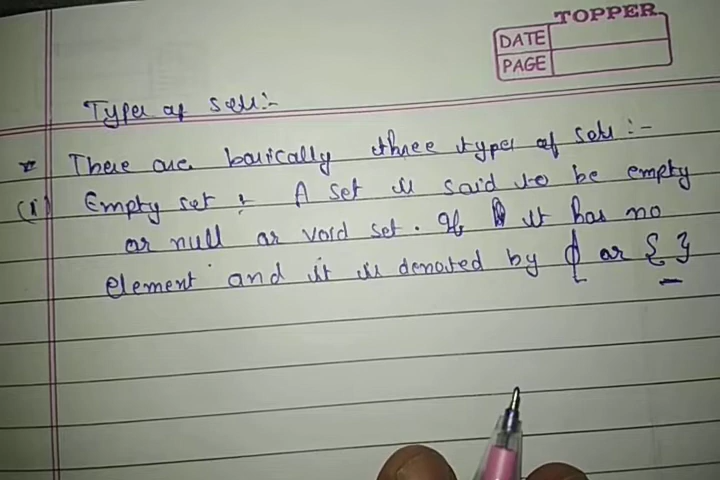 TOPPER
DATE
PAGE
Types of sets:-
* There are basically three types of sets :-
(i) Empty set : A set is said to be empty
or null or void set. If it has no
element and it is denoted by ϕ or { }